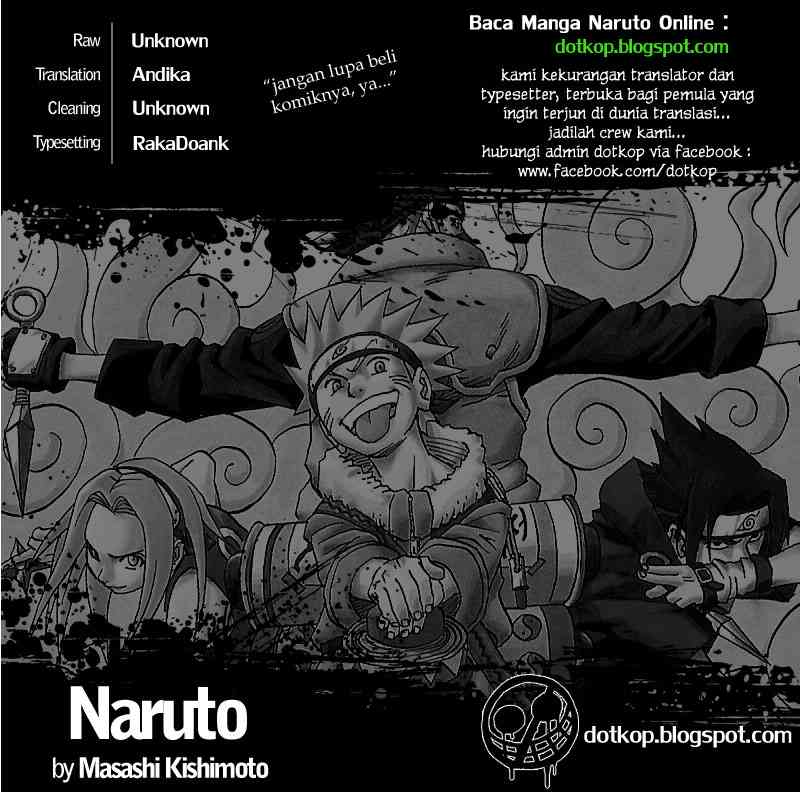 Raw Unknown
Translation Andika
Cleaning Unknown
Typesetting RakaDoank
“jangan lupa beli
komiknya, ya...”
Baca Manga Naruto Online :
dotkop.blogspot.com
kami kekurangan translator dan
typesetter, terbuka bagi pemula yang
ingin terjun di dunia translasi...
jadilah crew kami...
hubungi admin dotkop via facebook :
www.facebook.com/dotkop
Naruto
by Masashi Kishimoto
dotkop.blogspot.com